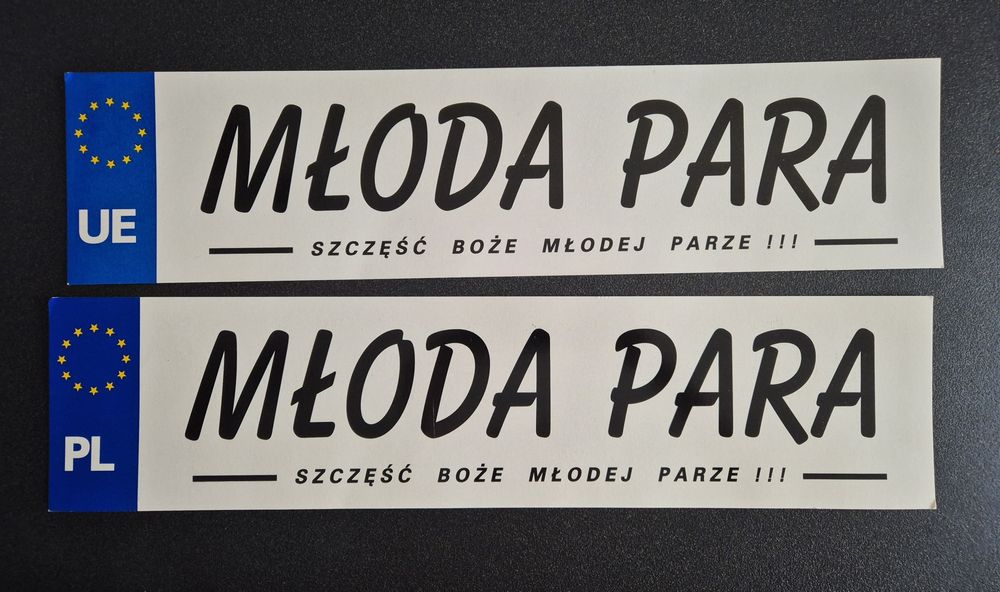 UE
MŁODA PARA
SZCZĘŚĆ BOŻE MŁODEJ PARZE !!!
PL
MŁODA PARA
SZCZĘŚĆ BOŻE MŁODEJ PARZE !!!